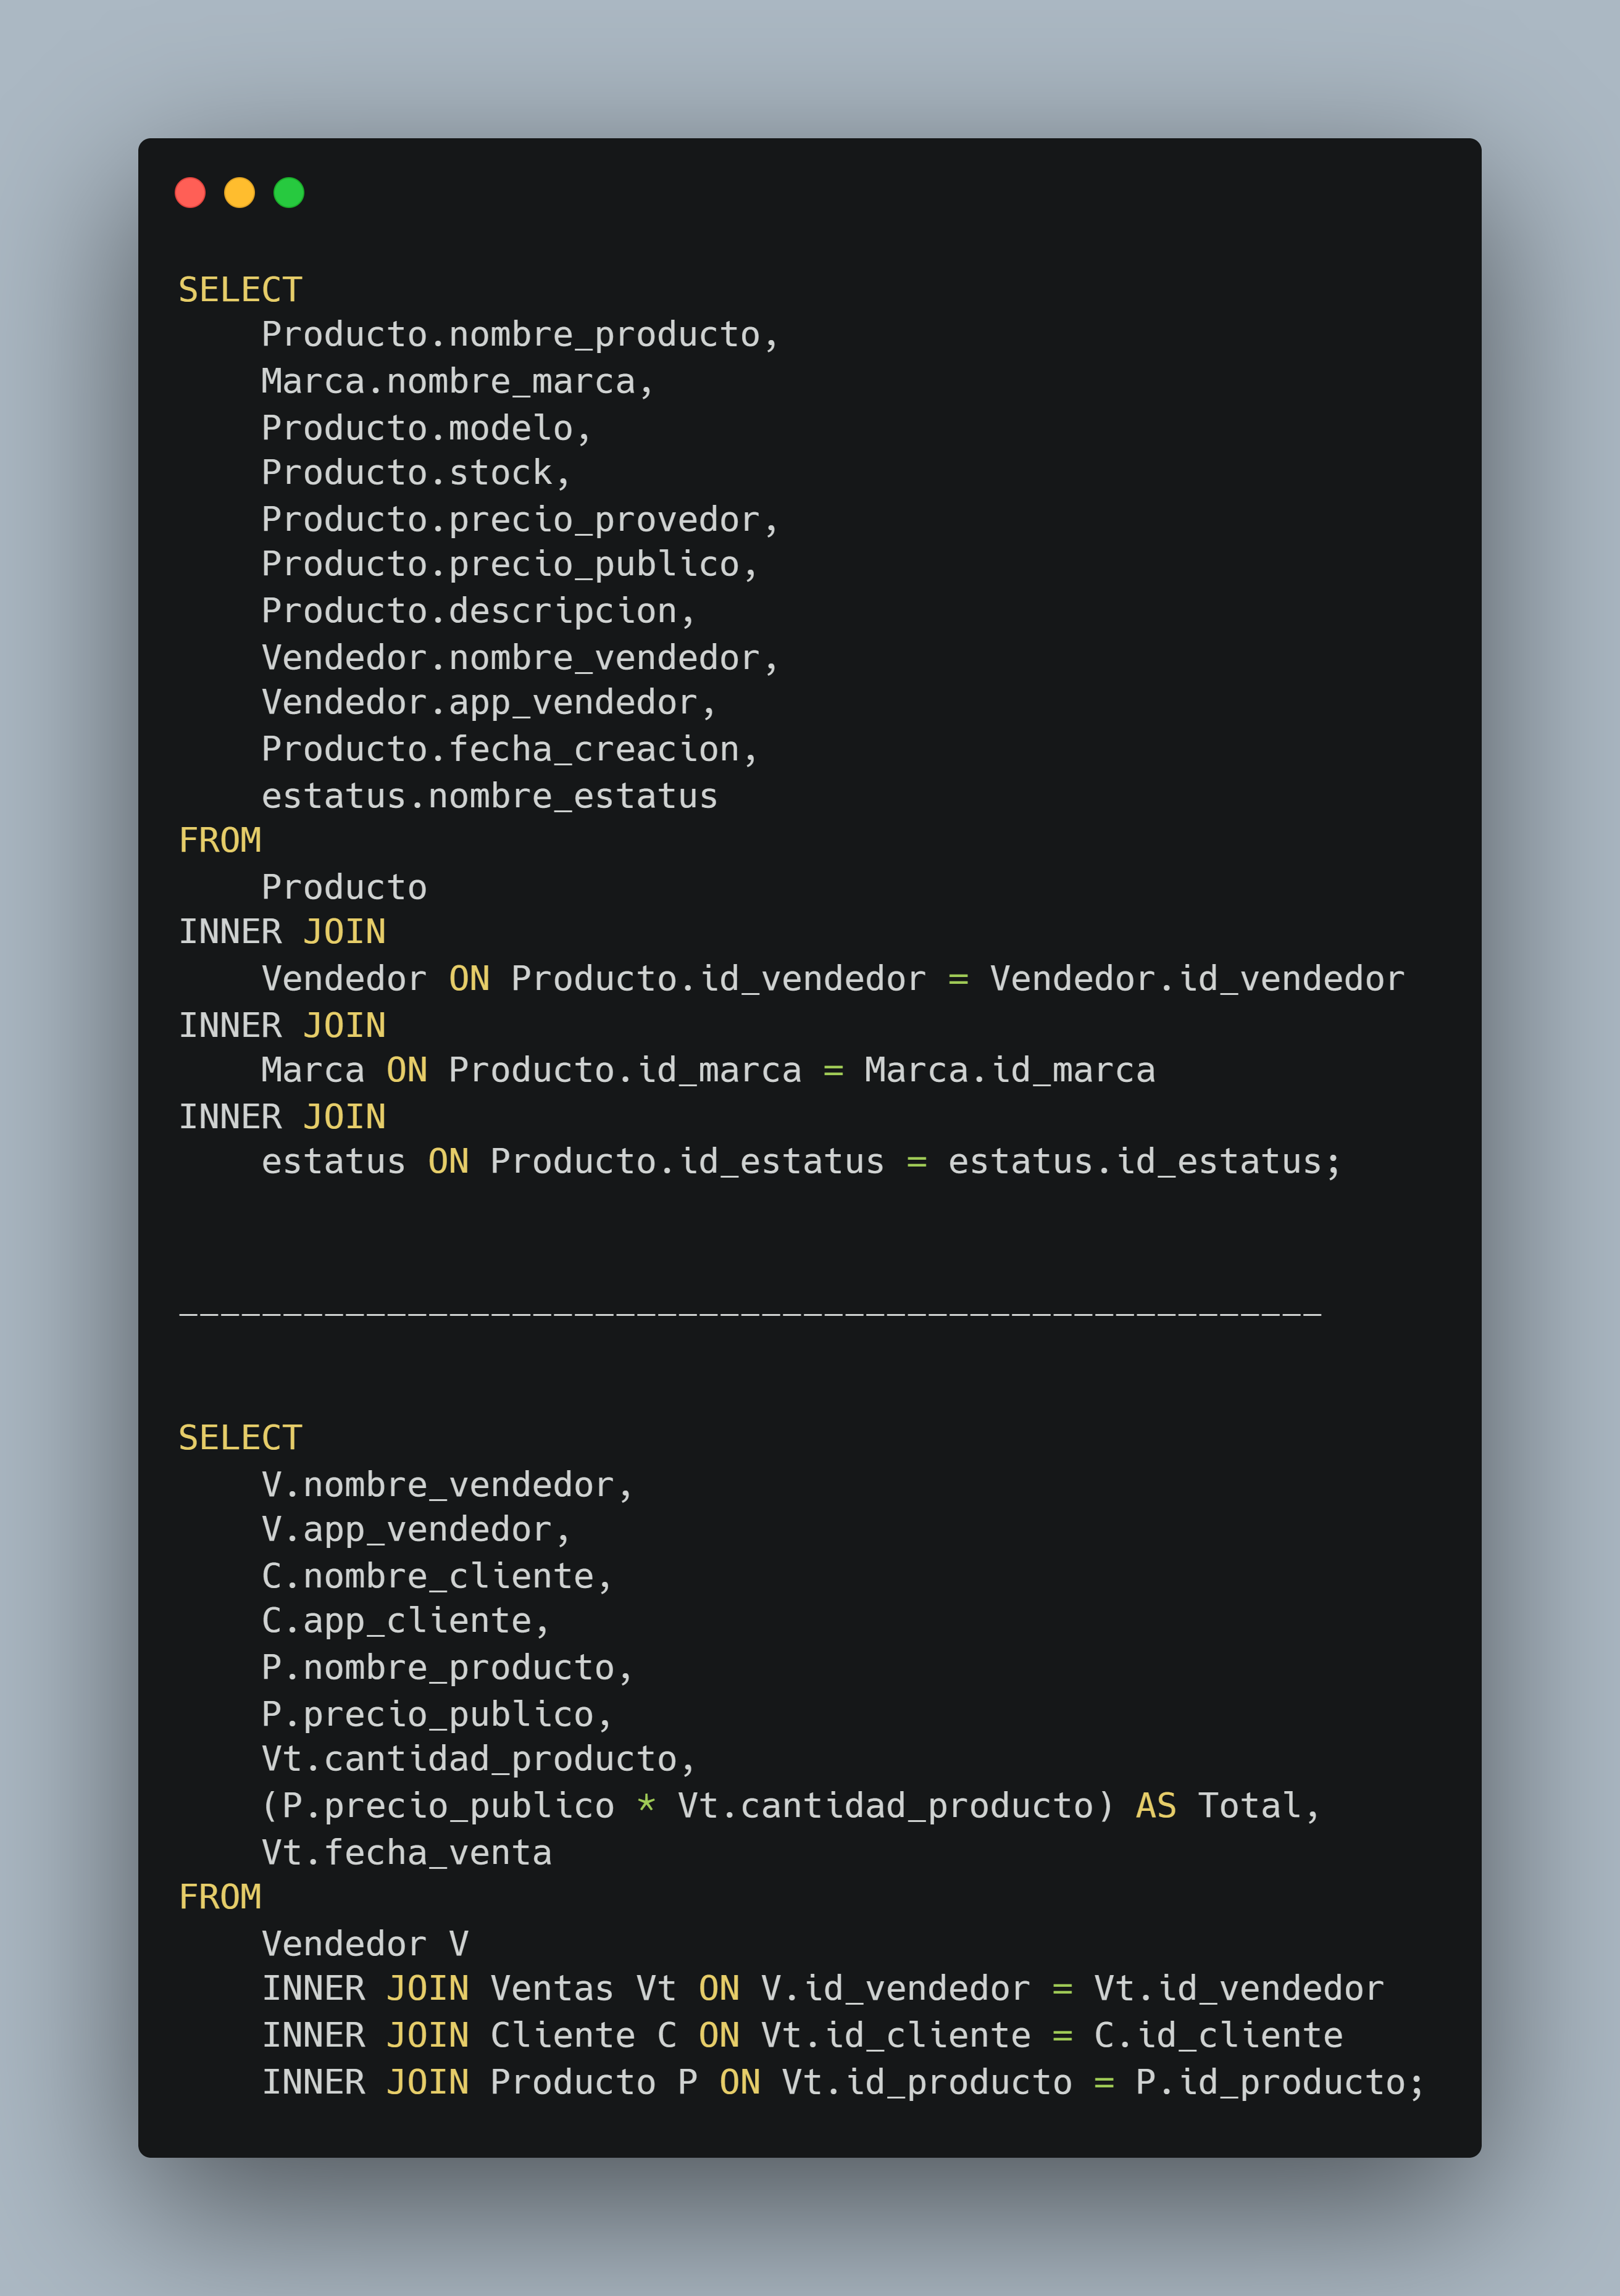 SELECT
    Producto.nombre_producto,
    Marca.nombre_marca,
    Producto.modelo,
    Producto.stock,
    Producto.precio_provedor,
    Producto.precio_publico,
    Producto.descripcion,
    Vendedor.nombre_vendedor,
    Vendedor.app_vendedor,
    Producto.fecha_creacion,
    estatus.nombre_estatus
FROM
    Producto
INNER JOIN
    Vendedor ON Producto.id_vendedor = Vendedor.id_vendedor
INNER JOIN
    Marca ON Producto.id_marca = Marca.id_marca
INNER JOIN
    estatus ON Producto.id_estatus = estatus.id_estatus;
_______________________________________________________
SELECT
    V.nombre_vendedor,
    V.app_vendedor,
    C.nombre_cliente,
    C.app_cliente,
    P.nombre_producto,
    P.precio_publico,
    Vt.cantidad_producto,
    (P.precio_publico * Vt.cantidad_producto) AS Total,
    Vt.fecha_venta
FROM
    Vendedor V
    INNER JOIN Ventas Vt ON V.id_vendedor = Vt.id_vendedor
    INNER JOIN Cliente C ON Vt.id_cliente = C.id_cliente
    INNER JOIN Producto P ON Vt.id_producto = P.id_producto;